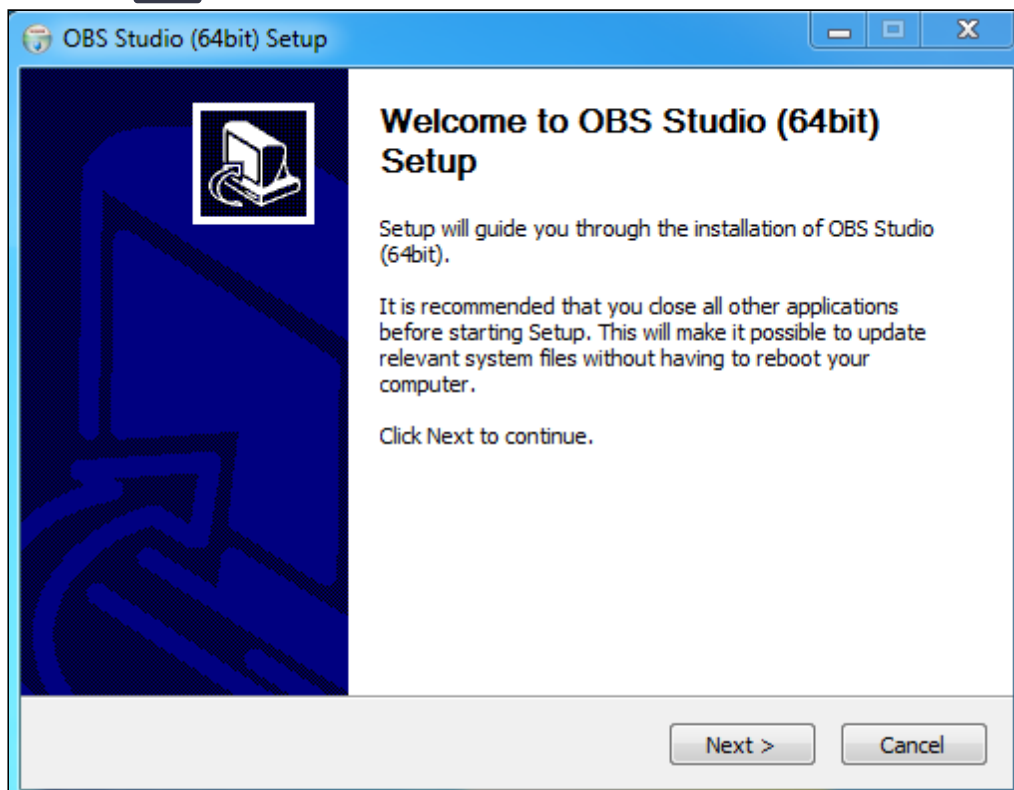 OBS Studio (64bit) Setup
Welcome to OBS Studio (64bit)
Setup
Setup will guide you through the installation of OBS Studio
(64bit).
It is recommended that you close all other applications
before starting Setup. This will make it possible to update
relevant system files without having to reboot your
computer.
Click Next to continue.
Next >
Cancel